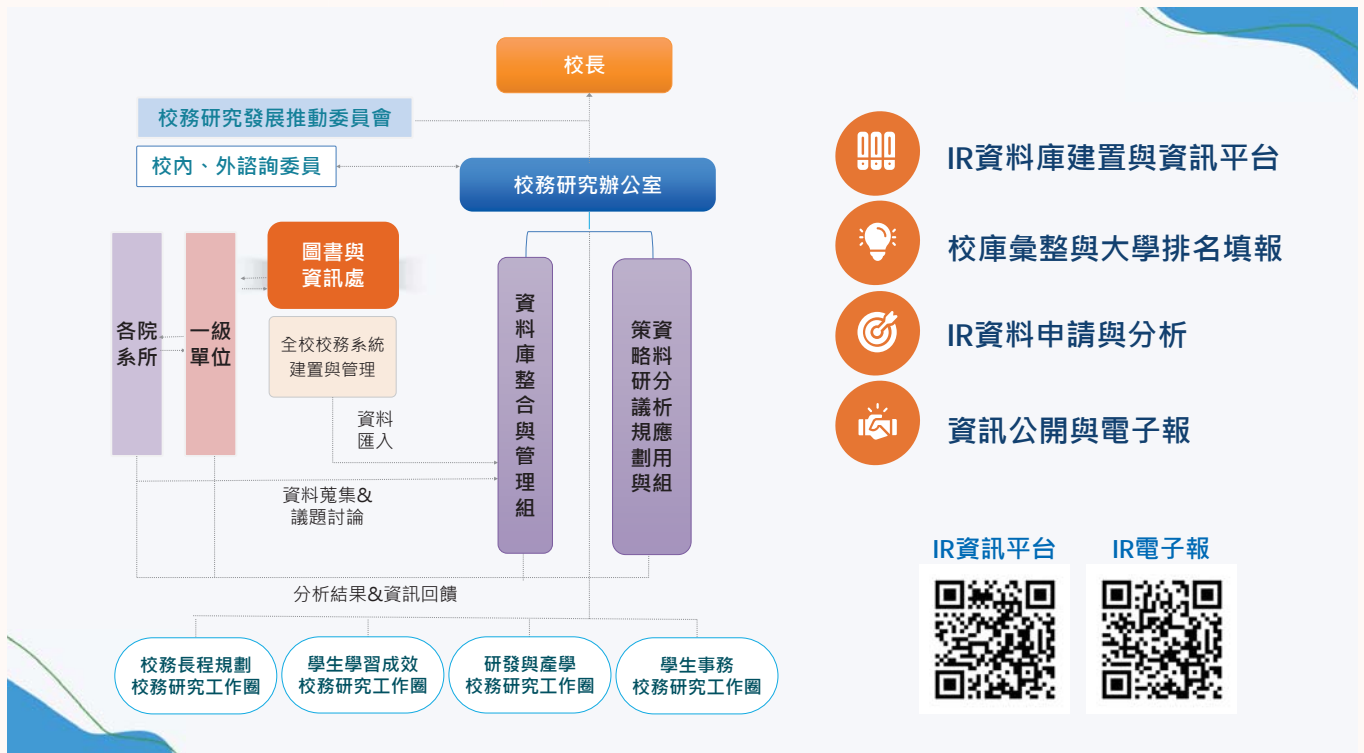 校長
校務研究發展推動委員會
校內、外諮詢委員
校務研究辦公室
圖書與
資訊處
各院
系所
一級
單位
全校校務系統
建置與管理
資料
匯入
資料庫整合與管理組
資料分析應用組
策略研議規劃與
資料蒐集&
議題討論
分析結果&資訊回饋
校務長程規劃
校務研究工作圈
學生學習成效
校務研究工作圈
研發與產學
校務研究工作圈
學生事務
校務研究工作圈
IR資料庫建置與資訊平台
校庫彙整與大學排名填報
IR資料申請與分析
資訊公開與電子報
IR資訊平台
IR電子報